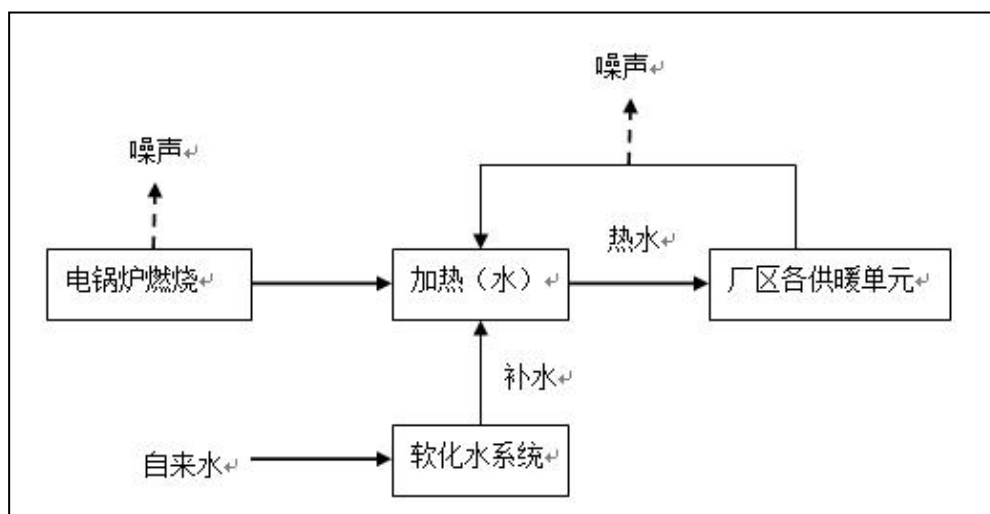 噪声
噪声
热水
电锅炉燃烧
加热（水）
厂区各供暖单元
补水
自来水
软化水系统